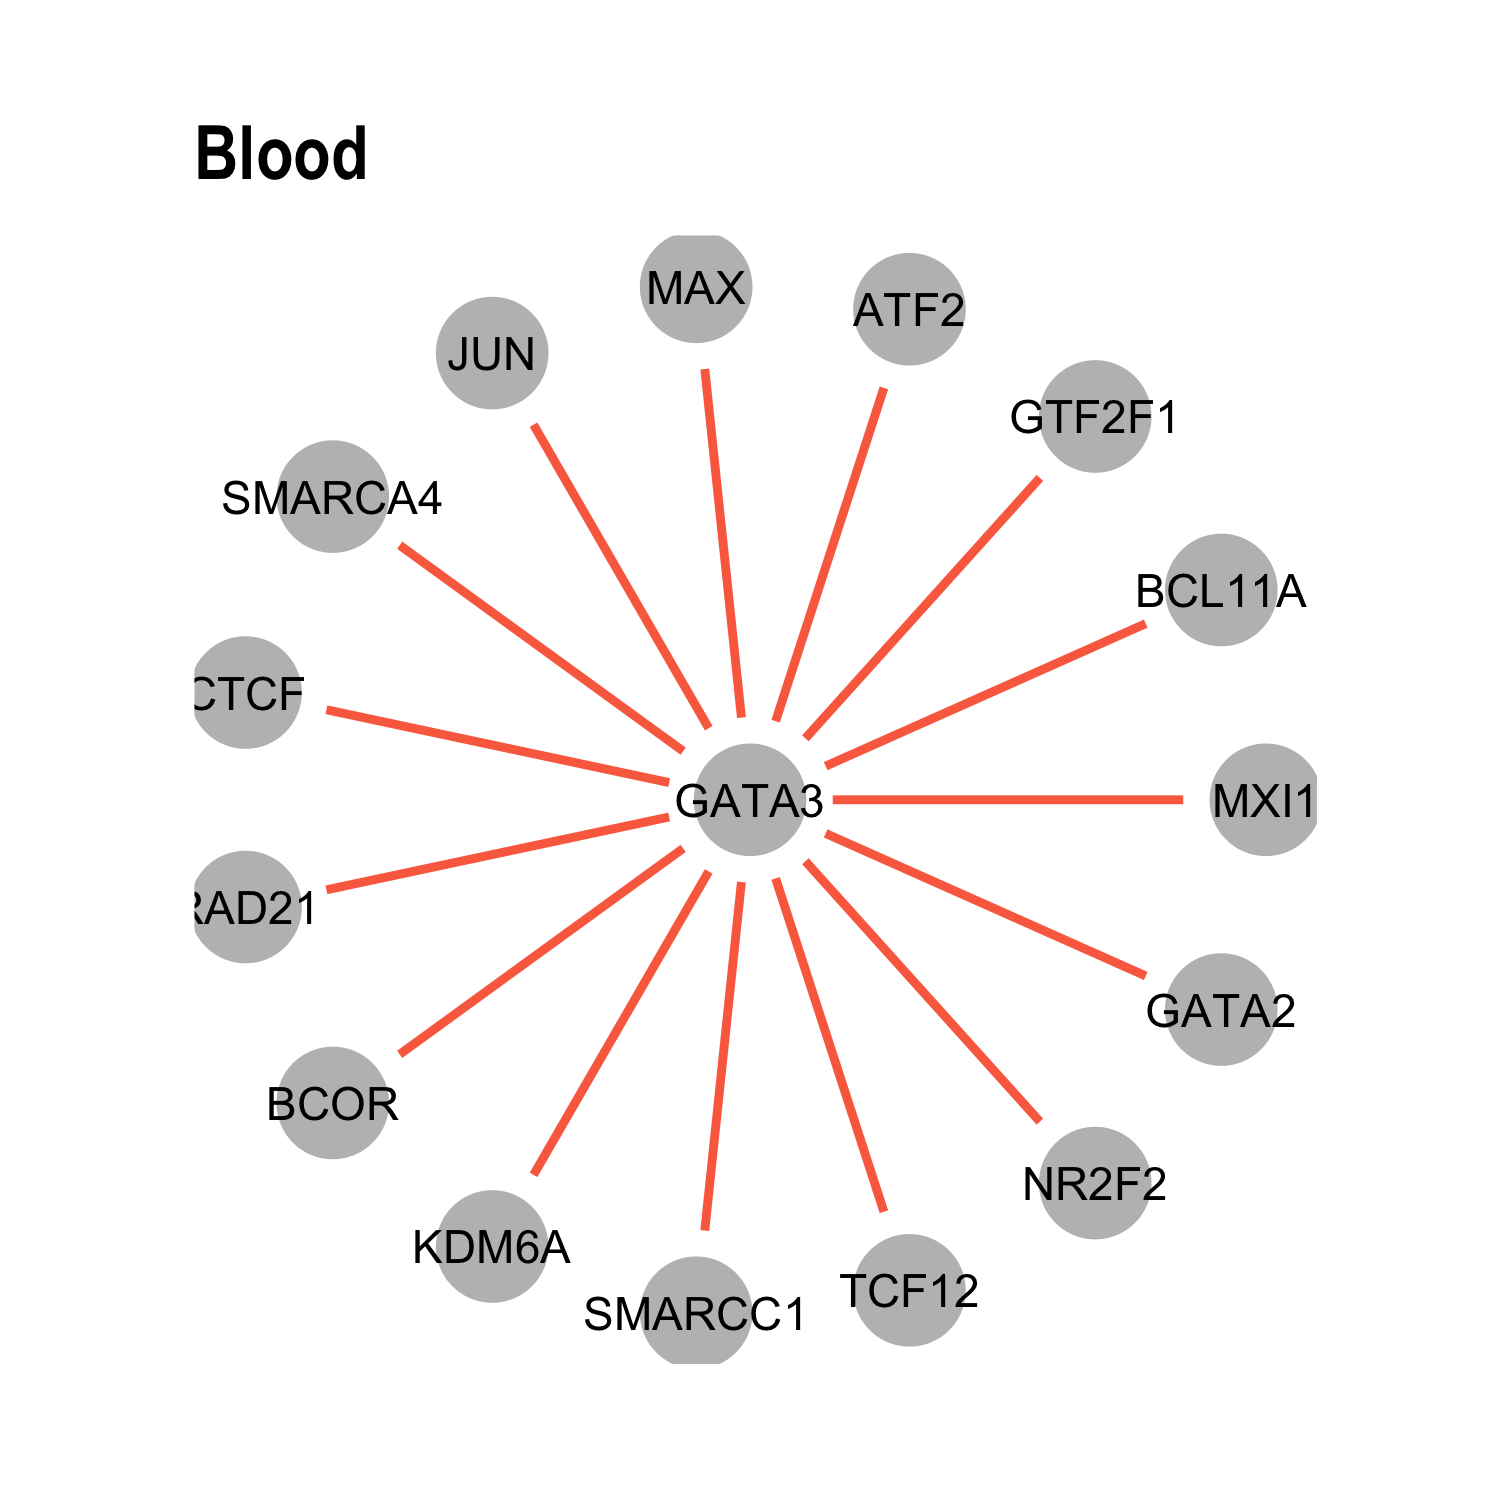 Blood
MAX
ATF2
JUN
GTF2F1
SMARCA4
BCL11A
CTCF
GATA3
MXI1
RAD21
GATA2
BCOR
NR2F2
KDM6A
TCF12
SMARCC1